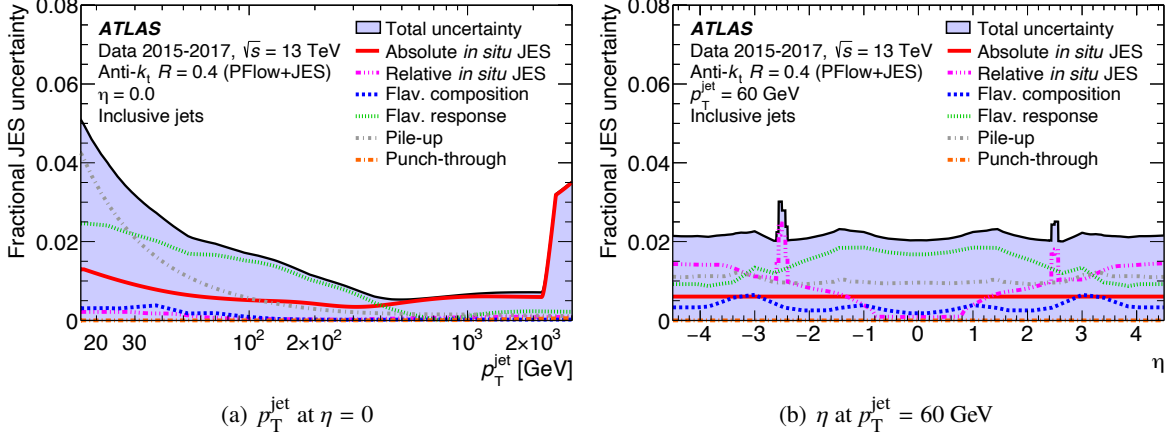 Fractional JES uncertainty
0.08
0.06
0.04
0.02
0
ATLAS
Data 2015-2017, √s = 13 TeV
Anti-kt R = 0.4 (PFlow+JES)
η = 0.0
Inclusive jets
Total uncertainty
Absolute in situ JES
Relative in situ JES
Flav. composition
Flav. response
Pile-up
Punch-through
20 30 10² 2×10² 10³ 2×10³
p_T^jet [GeV]
(a) p_T^jet at η = 0
Fractional JES uncertainty
0.08
0.06
0.04
0.02
0
ATLAS
Data 2015-2017, √s = 13 TeV
Anti-kt R = 0.4 (PFlow+JES)
p_T^jet = 60 GeV
Inclusive jets
Total uncertainty
Absolute in situ JES
Relative in situ JES
Flav. composition
Flav. response
Pile-up
Punch-through
−4 −3 −2 −1 0 1 2 3 4
η
(b) η at p_T^jet = 60 GeV